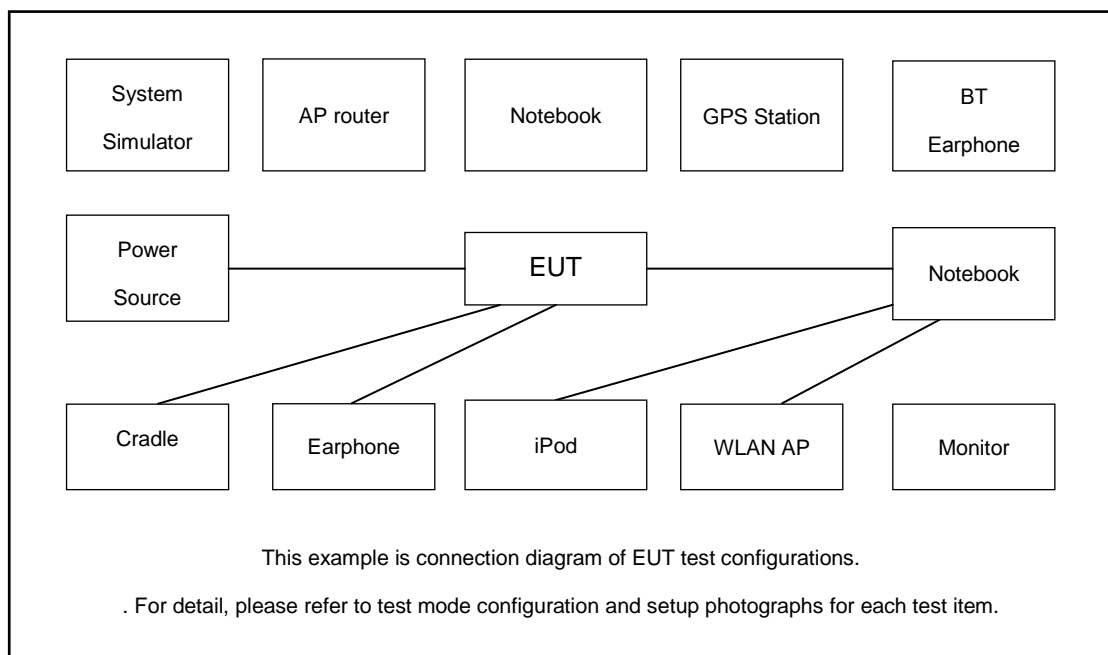 System
Simulator
AP router
Notebook
GPS Station
BT
Earphone
Power
Source
EUT
Notebook
Cradle
Earphone
iPod
WLAN AP
Monitor
This example is connection diagram of EUT test configurations.
. For detail, please refer to test mode configuration and setup photographs for each test item.